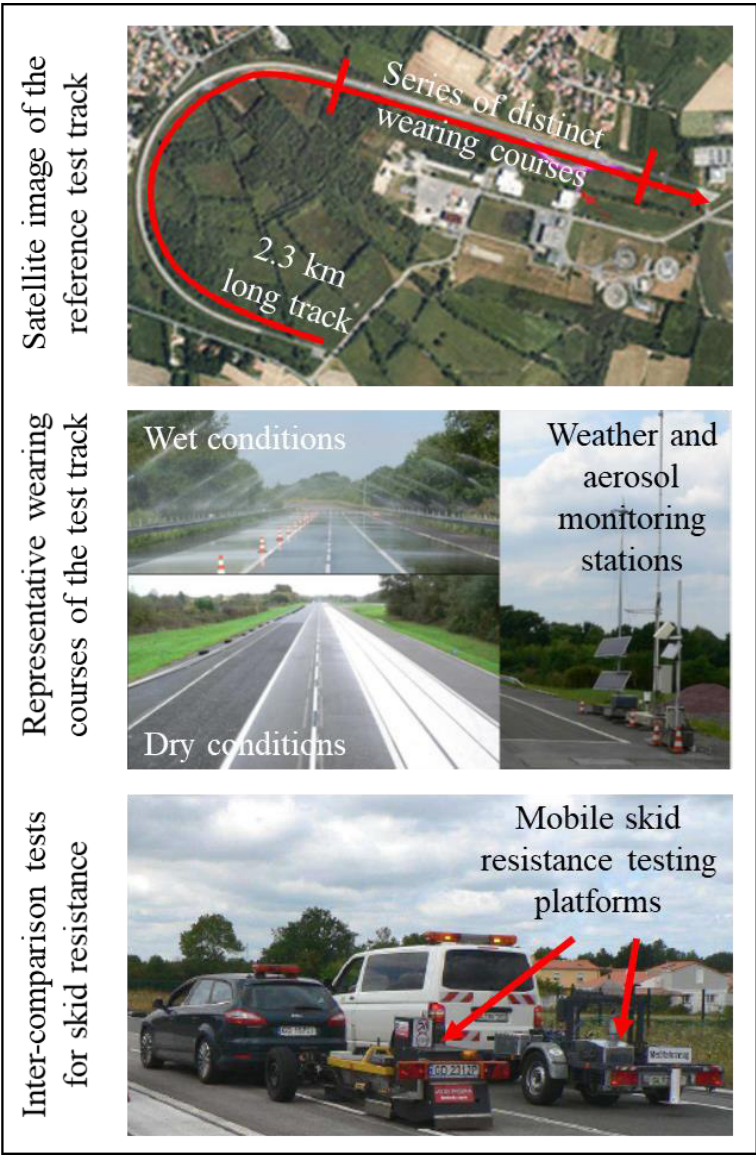 Satellite image of the
reference test track
Series of distinct
wearing courses
2.3 km
long track
Representative wearing
courses of the test track
Wet conditions
Dry conditions
Weather and
aerosol
monitoring
stations
Inter-comparison tests
for skid resistance
Mobile skid
resistance testing
platforms
GD 2312P